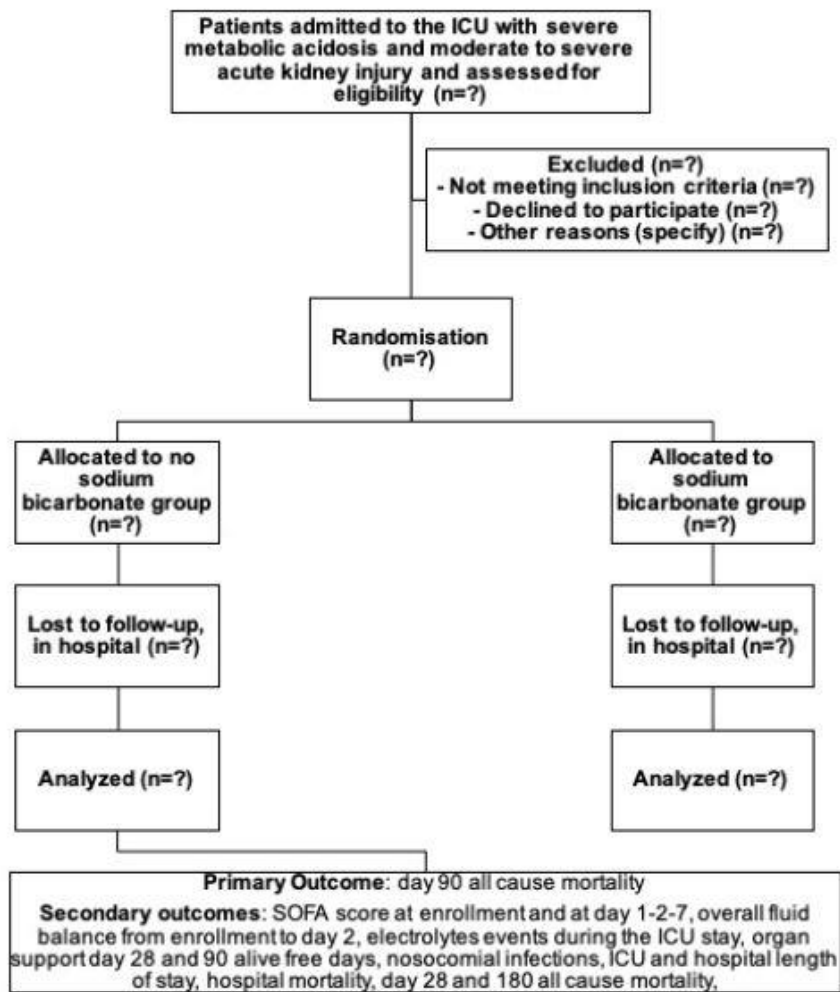 Patients admitted to the ICU with severe
metabolic acidosis and moderate to severe
acute kidney injury and assessed for
eligibility (n=?)
Excluded (n=?)
- Not meeting inclusion criteria (n=?)
- Declined to participate (n=?)
- Other reasons (specify) (n=?)
Randomisation
(n=?)
Allocated to no
sodium
bicarbonate group
(n=?)
Allocated to
sodium
bicarbonate group
(n=?)
Lost to follow-up,
in hospital (n=?)
Lost to follow-up,
in hospital (n=?)
Analyzed (n=?)
Analyzed (n=?)
Primary Outcome: day 90 all cause mortality
Secondary outcomes: SOFA score at enrollment and at day 1-2-7, overall fluid
balance from enrollment to day 2, electrolytes events during the ICU stay, organ
support day 28 and 90 alive free days, nosocomial infections, ICU and hospital length
of stay, hospital mortality, day 28 and 180 all cause mortality,